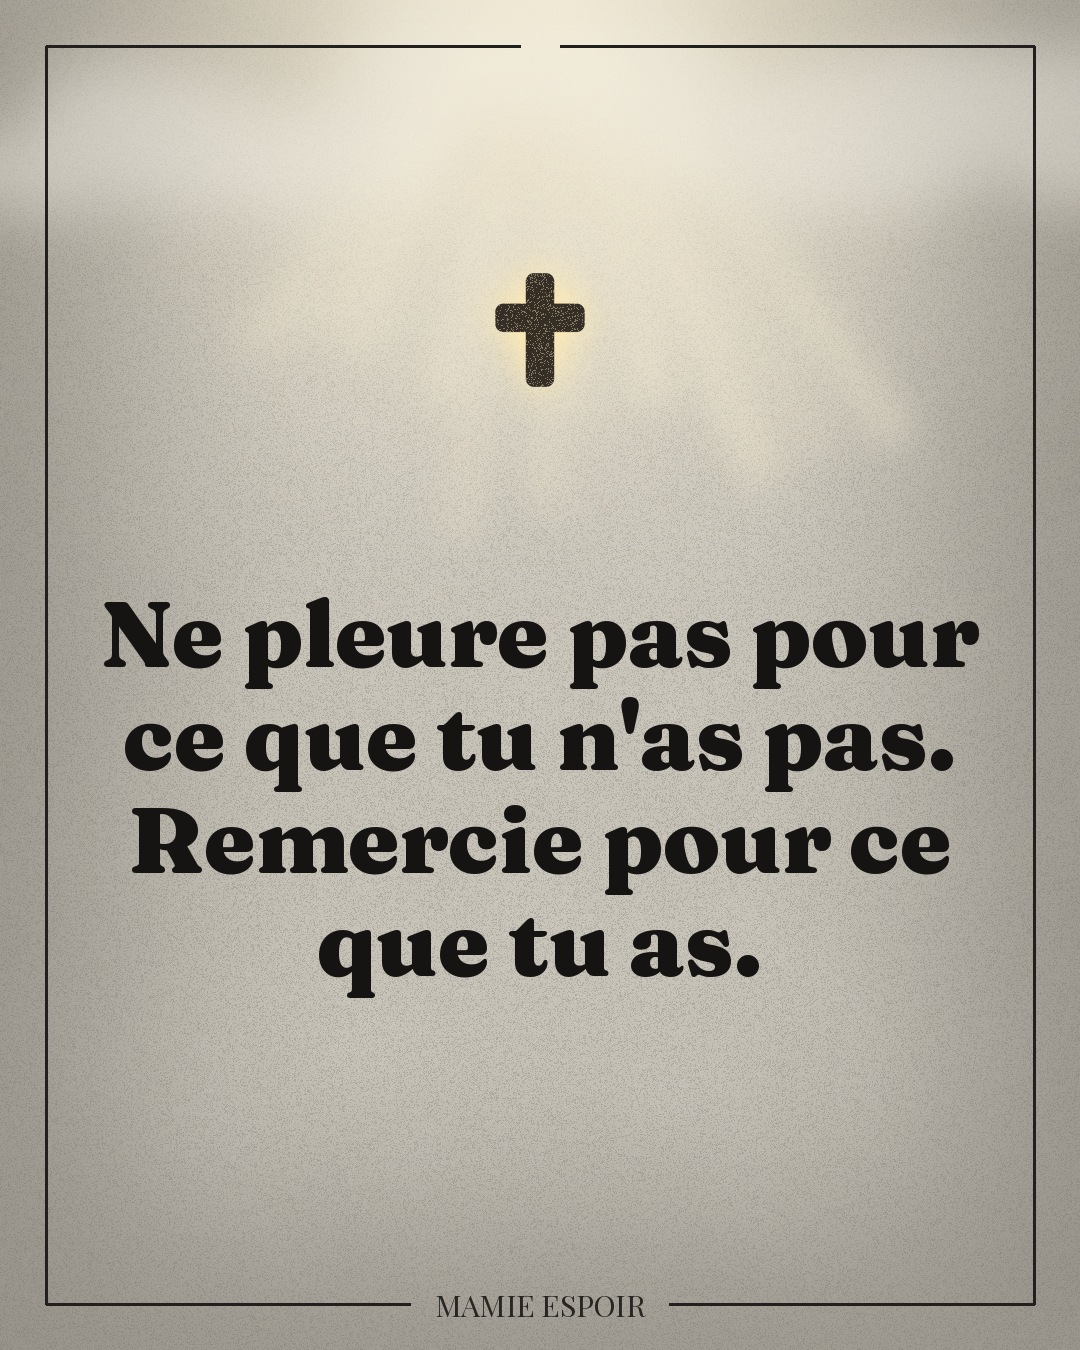 Ne pleure pas pour
ce que tu n'as pas.
Remercie pour ce
que tu as.
MAMIE ESPOIR